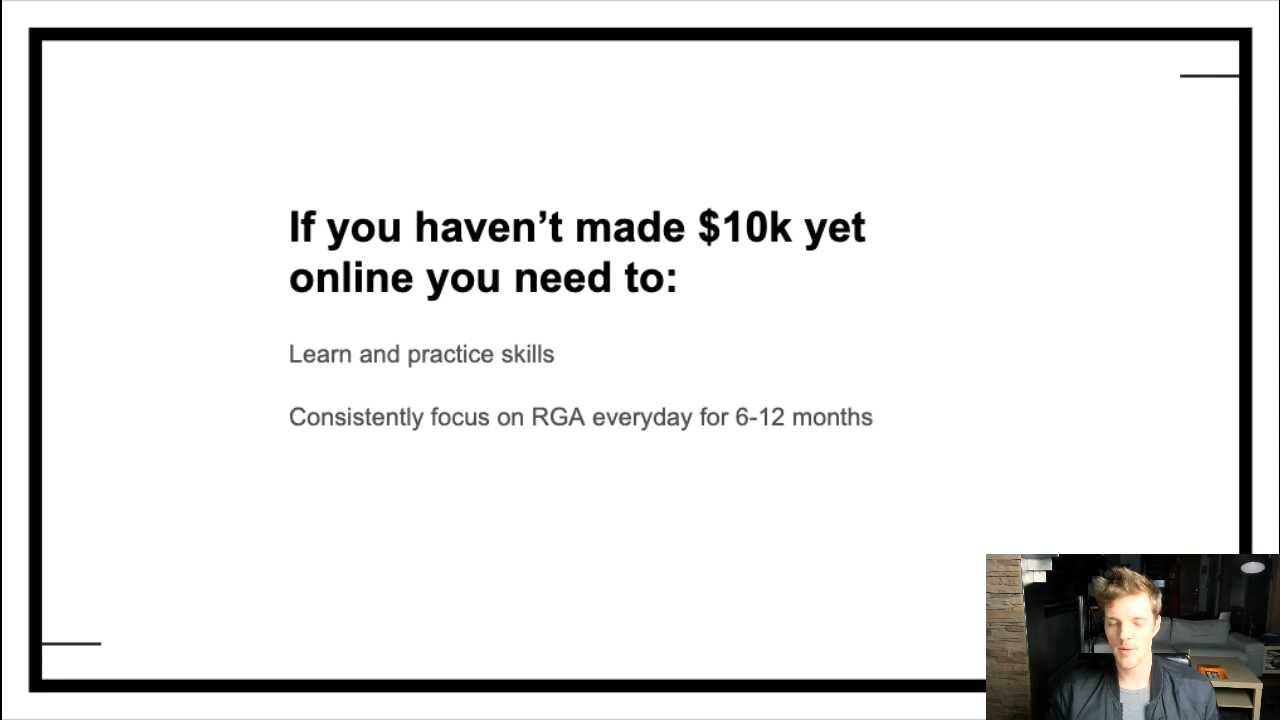 If you haven’t made $10k yet
online you need to:
Learn and practice skills
Consistently focus on RGA everyday for 6-12 months